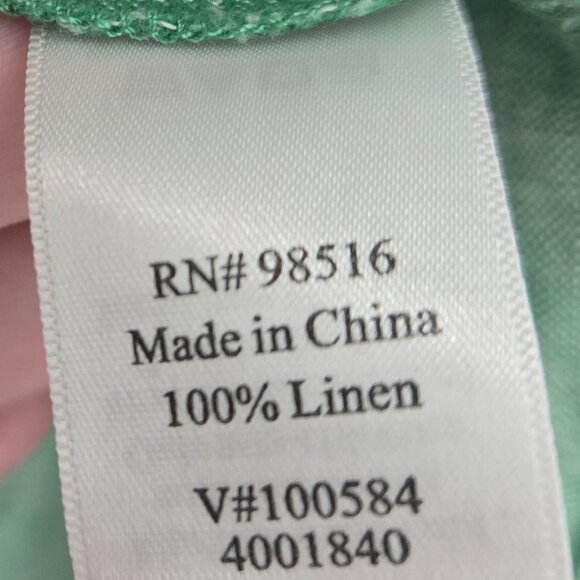 RN# 98516
Made in China
100% Linen
V#100584
4001840